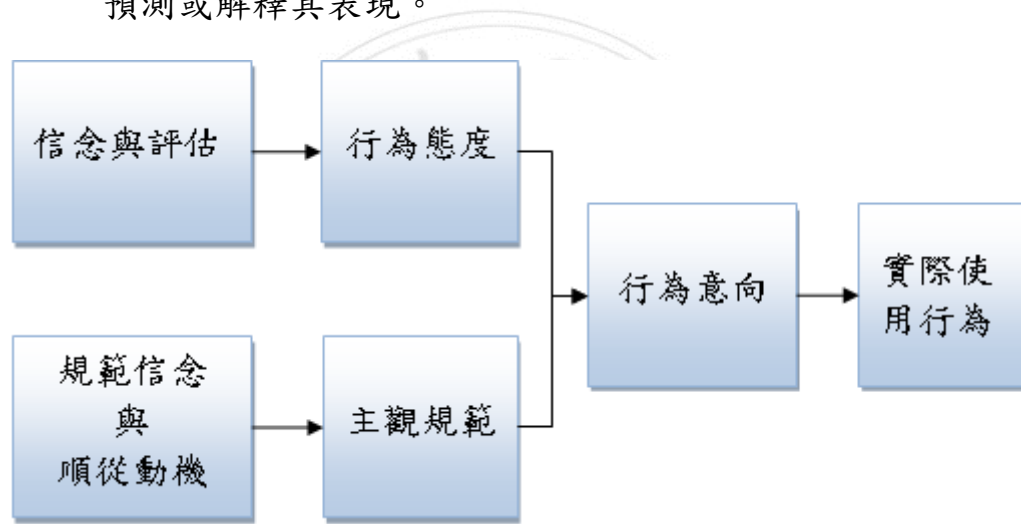 預測或解釋其表現。
信念與評估
行為態度
規範信念
與
順從動機
主觀規範
行為意向
實際使
用行為